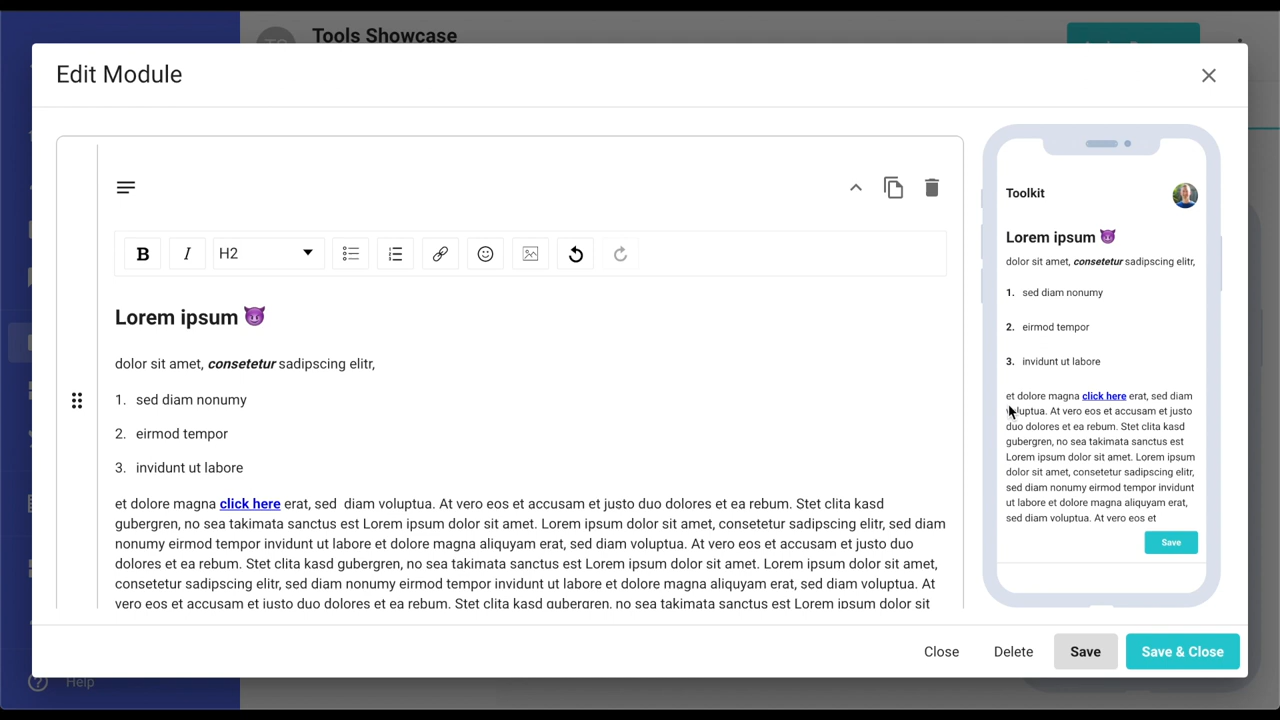 Tools Showcase
Edit Module
B I H2
Lorem ipsum 😈
dolor sit amet, consetetur sadipscing elitr,
1. sed diam nonumy
2. eirmod tempor
3. invidunt ut labore
et dolore magna click here erat, sed  diam voluptua. At vero eos et accusam et justo duo dolores et ea rebum. Stet clita kasd
gubergren, no sea takimata sanctus est Lorem ipsum dolor sit amet. Lorem ipsum dolor sit amet, consetetur sadipscing elitr, sed diam
nonumy eirmod tempor invidunt ut labore et dolore magna aliquyam erat, sed diam voluptua. At vero eos et accusam et justo duo
dolores et ea rebum. Stet clita kasd gubergren, no sea takimata sanctus est Lorem ipsum dolor sit amet. Lorem ipsum dolor sit amet,
consetetur sadipscing elitr, sed diam nonumy eirmod tempor invidunt ut labore et dolore magna aliquyam erat, sed diam voluptua. At
vero eos et accusam et justo duo dolores et ea rebum. Stet clita kasd gubergren, no sea takimata sanctus est Lorem ipsum dolor sit
Toolkit
Lorem ipsum 😈
dolor sit amet, consetetur sadipscing elitr,
1. sed diam nonumy
2. eirmod tempor
3. invidunt ut labore
et dolore magna click here erat, sed diam
voluptua. At vero eos et accusam et justo
duo dolores et ea rebum. Stet clita kasd
gubergren, no sea takimata sanctus est
Lorem ipsum dolor sit amet. Lorem ipsum
dolor sit amet, consetetur sadipscing elitr,
sed diam nonumy eirmod tempor invidunt
ut labore et dolore magna aliquyam erat,
sed diam voluptua. At vero eos et
Save
Close Delete Save Save & Close
Help